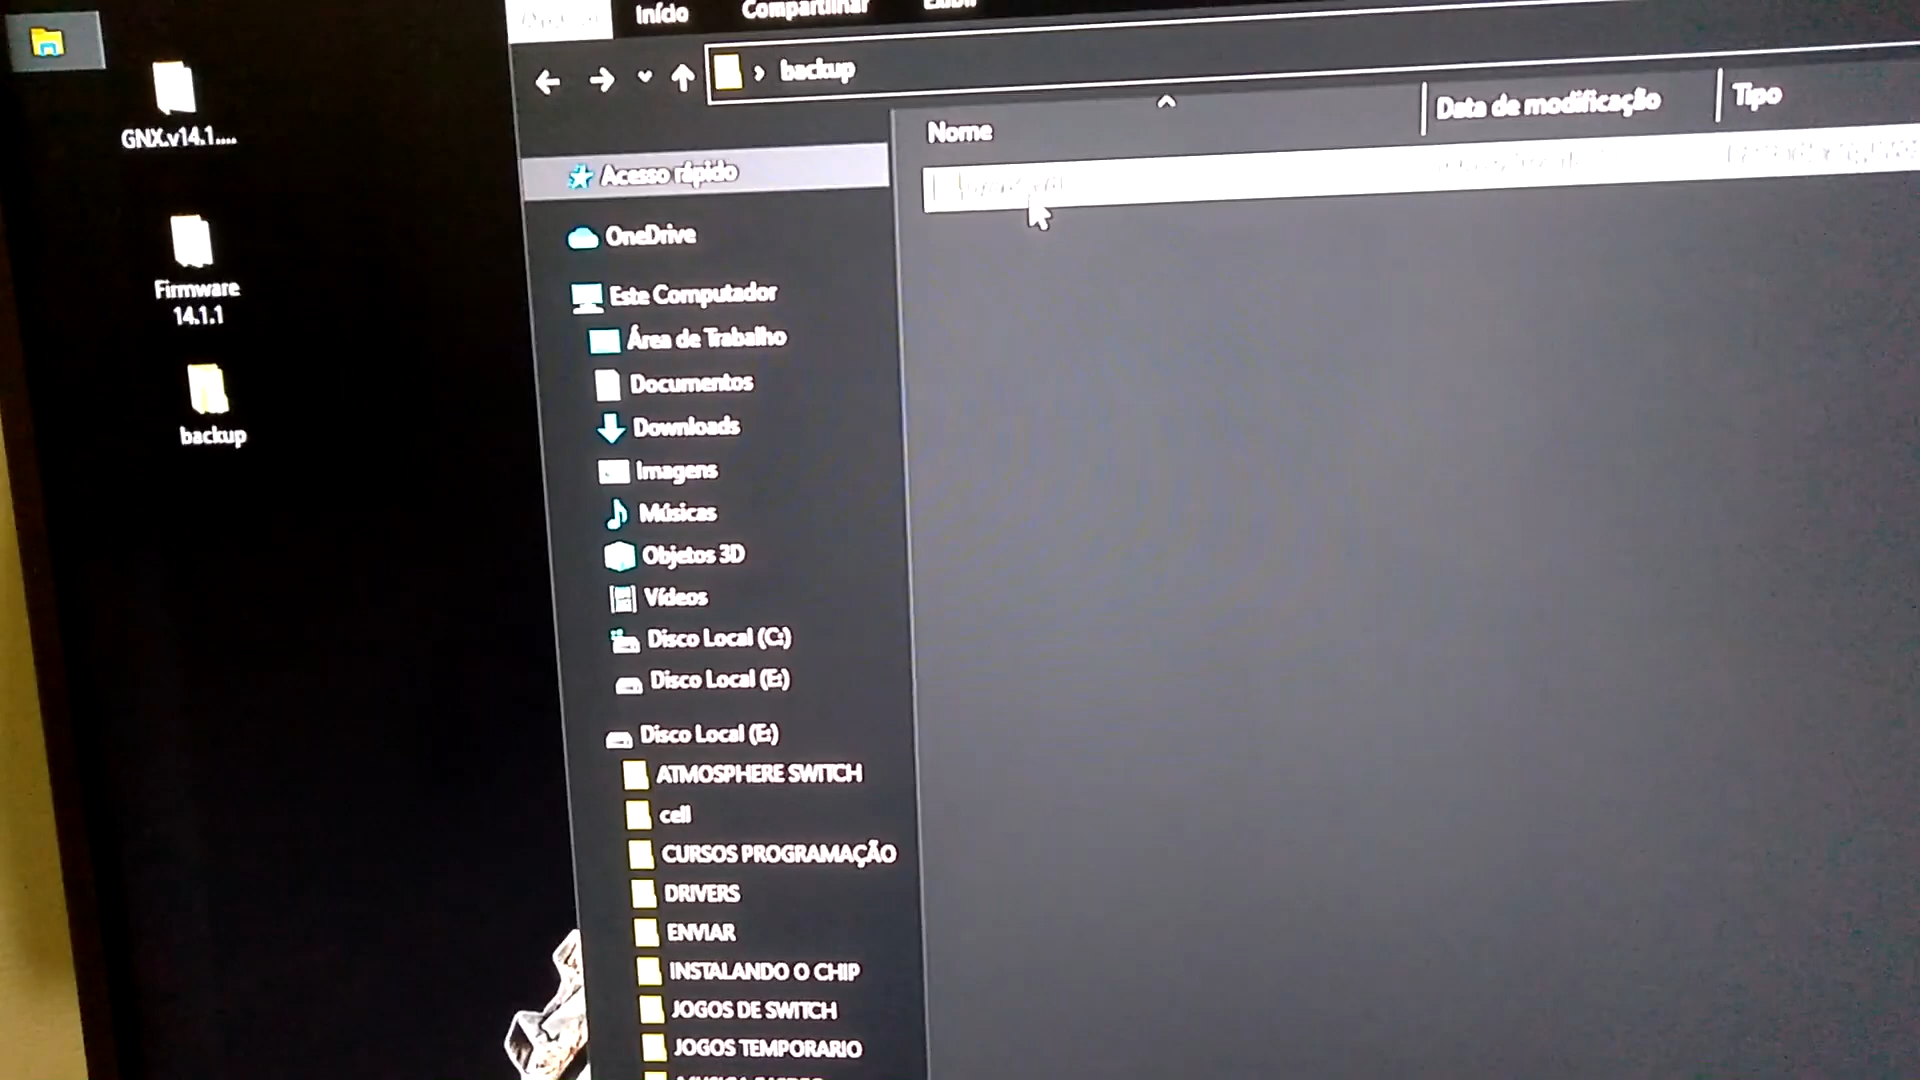 Início
Compartilhar
Exibir
backup
GNX.v14.1....
Firmware
14.1.1
backup
Nome
Data de modificação
Tipo
Acesso rápido
OneDrive
Este Computador
Área de Trabalho
Documentos
Downloads
Imagens
Músicas
Objetos 3D
Vídeos
Disco Local (C:)
Disco Local (E:)
Disco Local (E:)
ATMOSPHERE SWITCH
cell
CURSOS PROGRAMAÇÃO
DRIVERS
ENVIAR
INSTALANDO O CHIP
JOGOS DE SWITCH
JOGOS TEMPORARIO